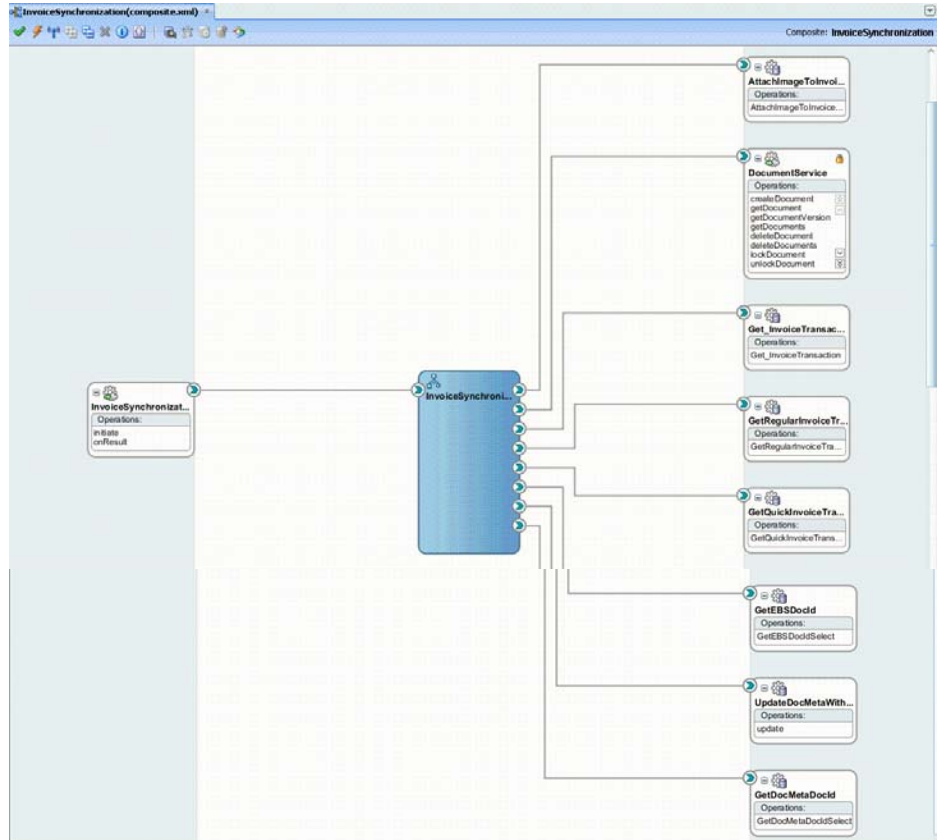 InvoiceSynchronization(composite.xml)
Composite: InvoiceSynchronization
AttachImageToInvoi...
Operations:
AttachImageToInvoice...
DocumentService
Operations:
createDocument
getDocument
getDocumentVersion
getDocuments
deleteDocument
deleteDocuments
lockDocument
unlockDocument
Get_InvoiceTransac...
Operations:
Get_InvoiceTransaction
InvoiceSynchronizat...
Operations:
initiate
onResult
InvoiceSynchroni...
GetRegularInvoiceTr...
Operations:
GetRegularInvoiceTra...
GetQuickInvoiceTra...
Operations:
GetQuickInvoiceTrans...
GetEBSDocId
Operations:
GetEBSDocIdSelect
UpdateDocMetaWith...
Operations:
update
GetDocMetaDocId
Operations:
GetDocMetaDocIdSelect